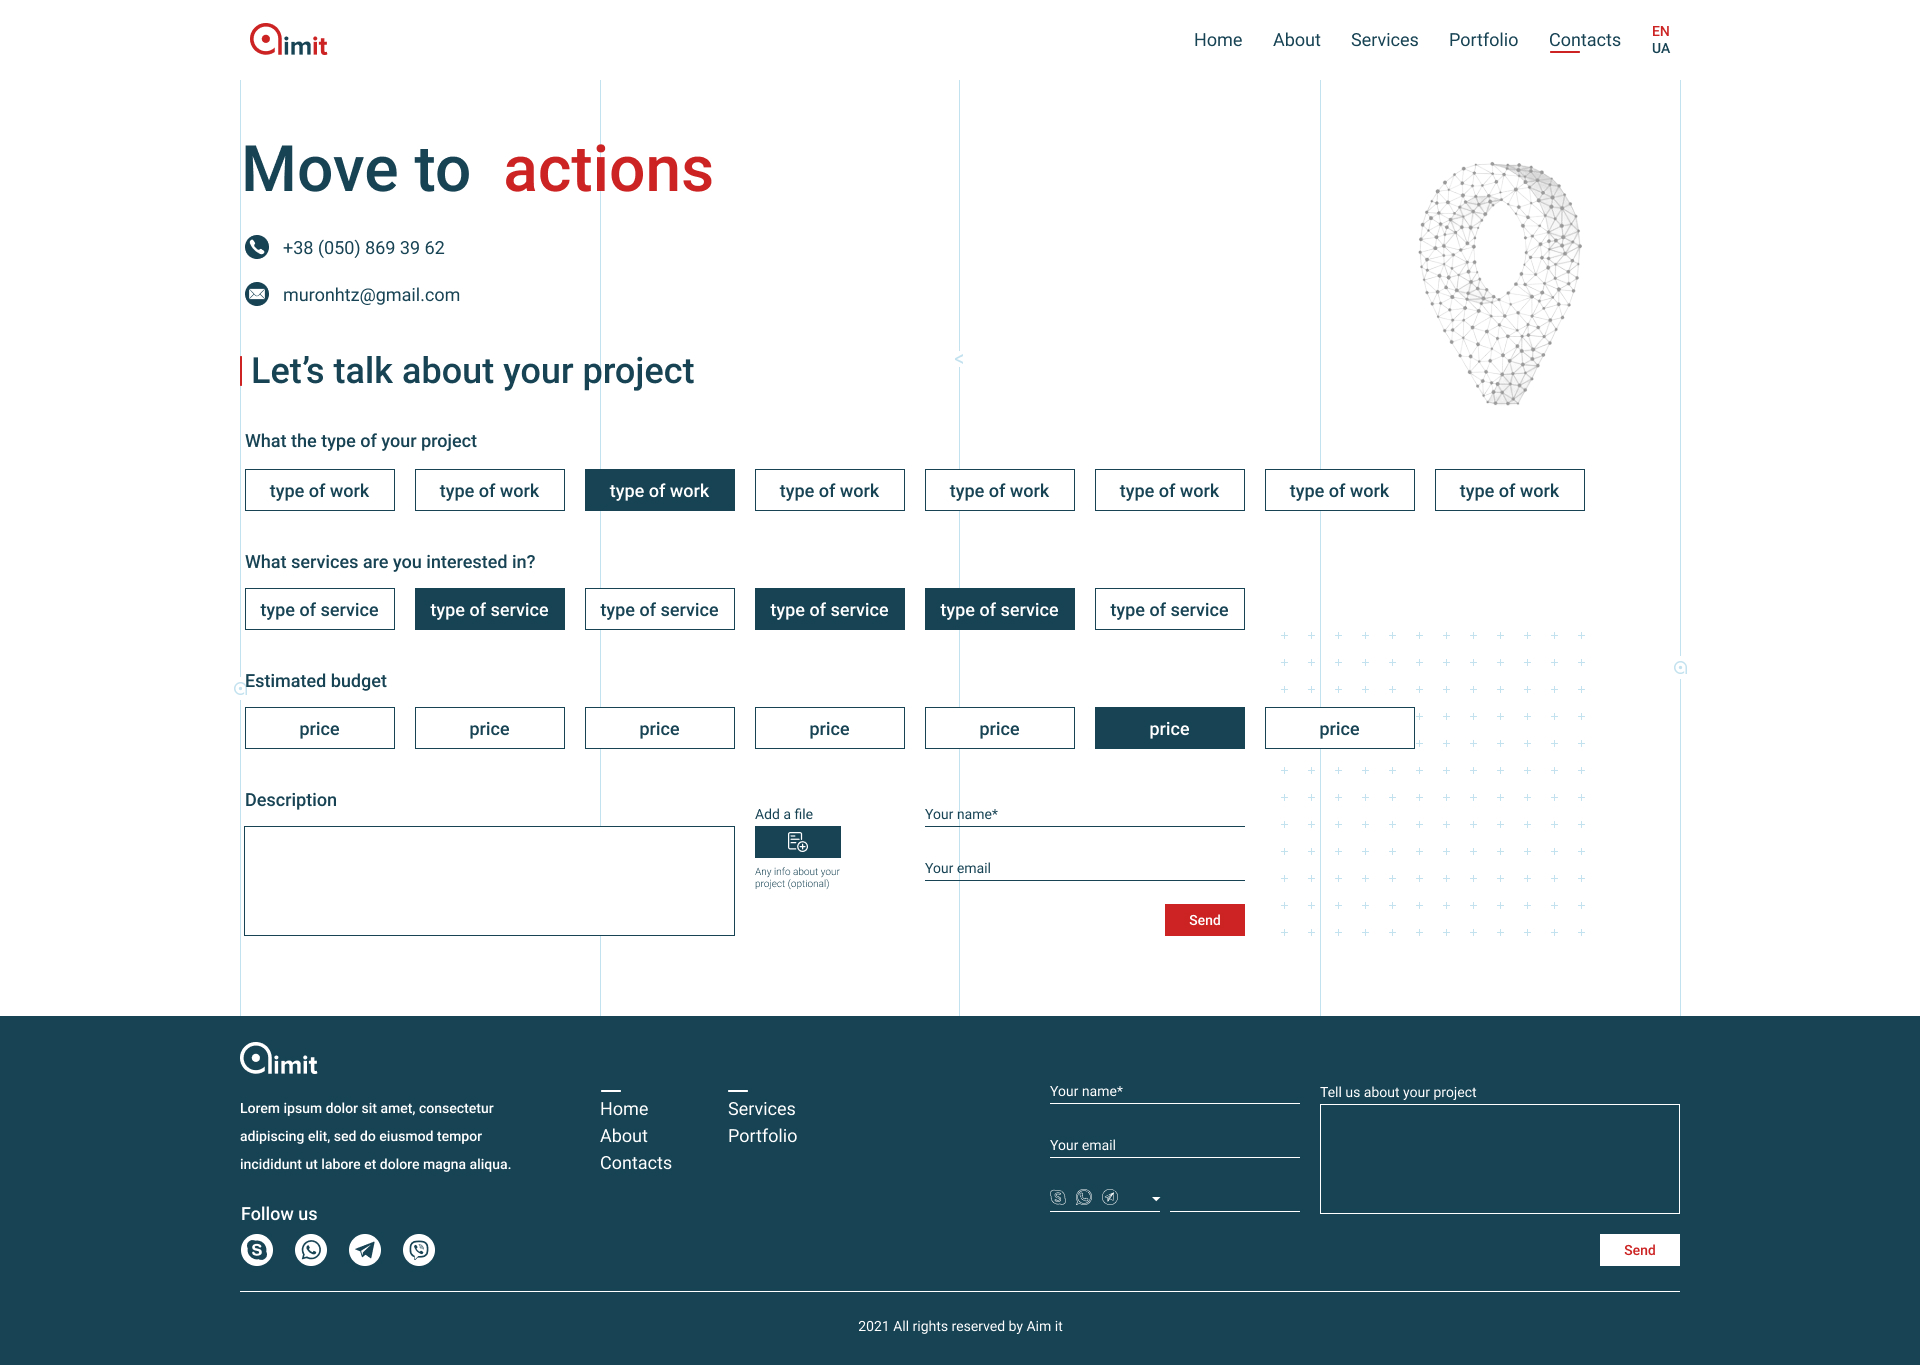 aimit
Home About Services Portfolio Contacts
EN
UA
Move to actions
+38 (050) 869 39 62
muronhtz@gmail.com
<
Let’s talk about your project
What the type of your project
type of work type of work type of work type of work type of work type of work type of work type of work
What services are you interested in?
type of service type of service type of service type of service type of service type of service
Estimated budget
price price price price price price price
Description
Add a file
Any info about your
project (optional)
Your name*
Your email
Send
aimit
Lorem ipsum dolor sit amet, consectetur
adipiscing elit, sed do eiusmod tempor
incididunt ut labore et dolore magna aliqua.
Follow us
Home
About
Contacts
Services
Portfolio
Your name*
Your email
Tell us about your project
Send
2021 All rights reserved by Aim it